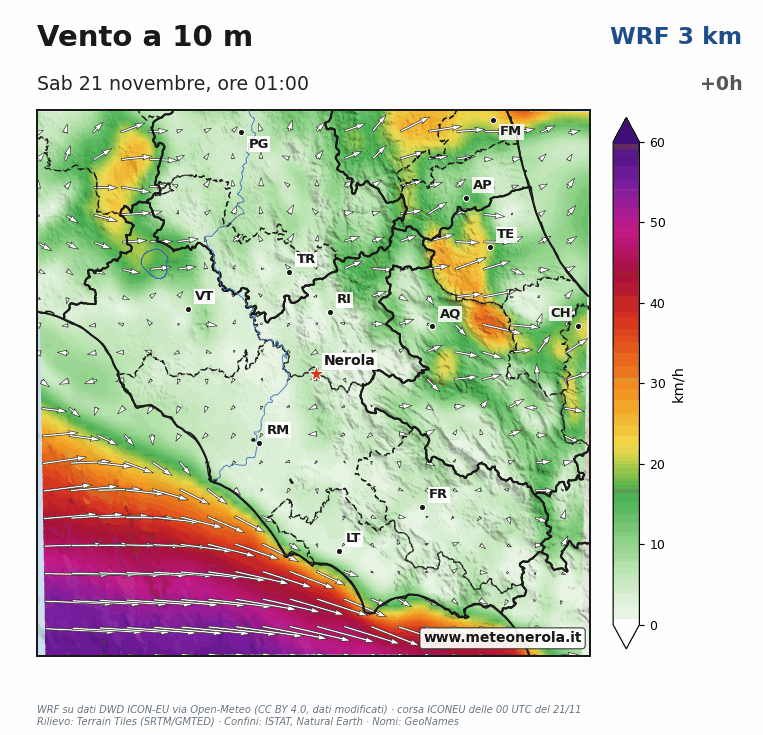 Vento a 10 m
WRF 3 km
Sab 21 novembre, ore 01:00
+0h
FM
PG
AP
TE
TR
VT
RI
AQ
CH
Nerola
RM
FR
LT
www.meteonerola.it
60
50
40
30
20
10
0
km/h
WRF su dati DWD ICON-EU via Open-Meteo (CC BY 4.0, dati modificati) · corsa ICONEU delle 00 UTC del 21/11
Rilievo: Terrain Tiles (SRTM/GMTED) · Confini: ISTAT, Natural Earth · Nomi: GeoNames